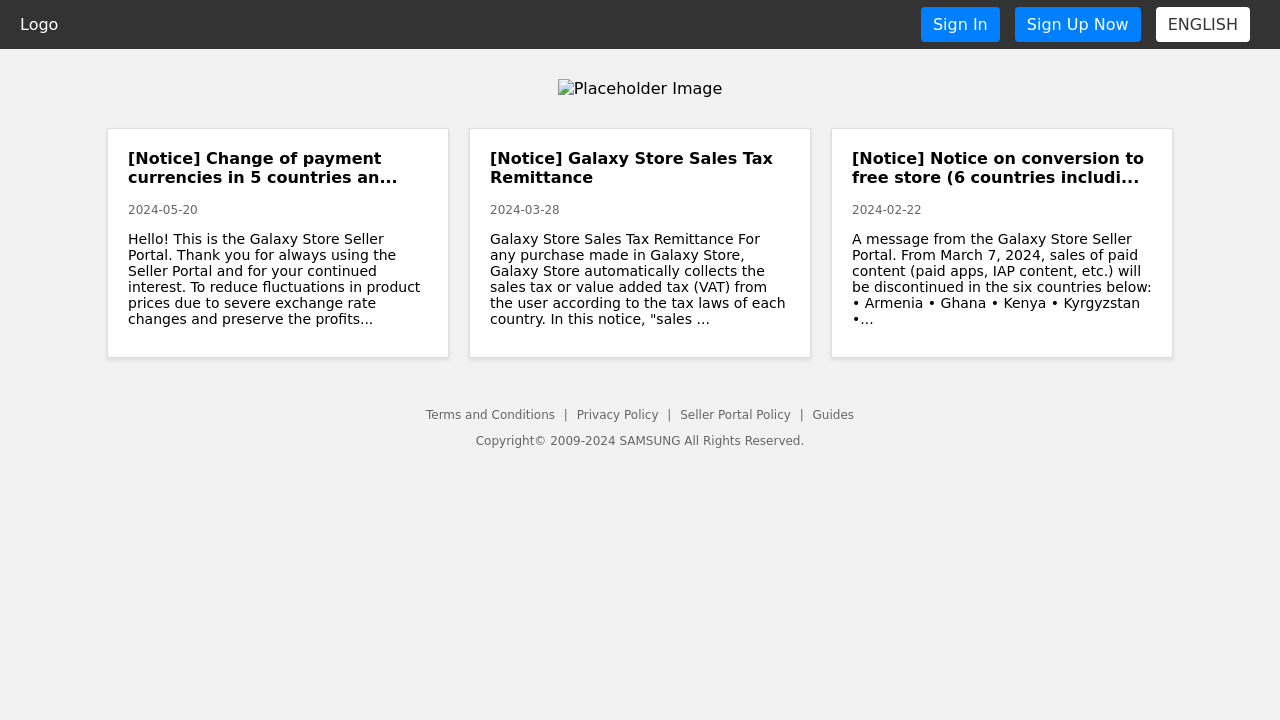 Logo
Sign In
Sign Up Now
ENGLISH
Placeholder Image
[Notice] Change of payment
currencies in 5 countries an...
2024-05-20
Hello! This is the Galaxy Store Seller
Portal. Thank you for always using the
Seller Portal and for your continued
interest. To reduce fluctuations in product
prices due to severe exchange rate
changes and preserve the profits...
[Notice] Galaxy Store Sales Tax
Remittance
2024-03-28
Galaxy Store Sales Tax Remittance For
any purchase made in Galaxy Store,
Galaxy Store automatically collects the
sales tax or value added tax (VAT) from
the user according to the tax laws of each
country. In this notice, "sales ...
[Notice] Notice on conversion to
free store (6 countries includi...
2024-02-22
A message from the Galaxy Store Seller
Portal. From March 7, 2024, sales of paid
content (paid apps, IAP content, etc.) will
be discontinued in the six countries below:
• Armenia • Ghana • Kenya • Kyrgyzstan
•...
Terms and Conditions | Privacy Policy | Seller Portal Policy | Guides
Copyright© 2009-2024 SAMSUNG All Rights Reserved.